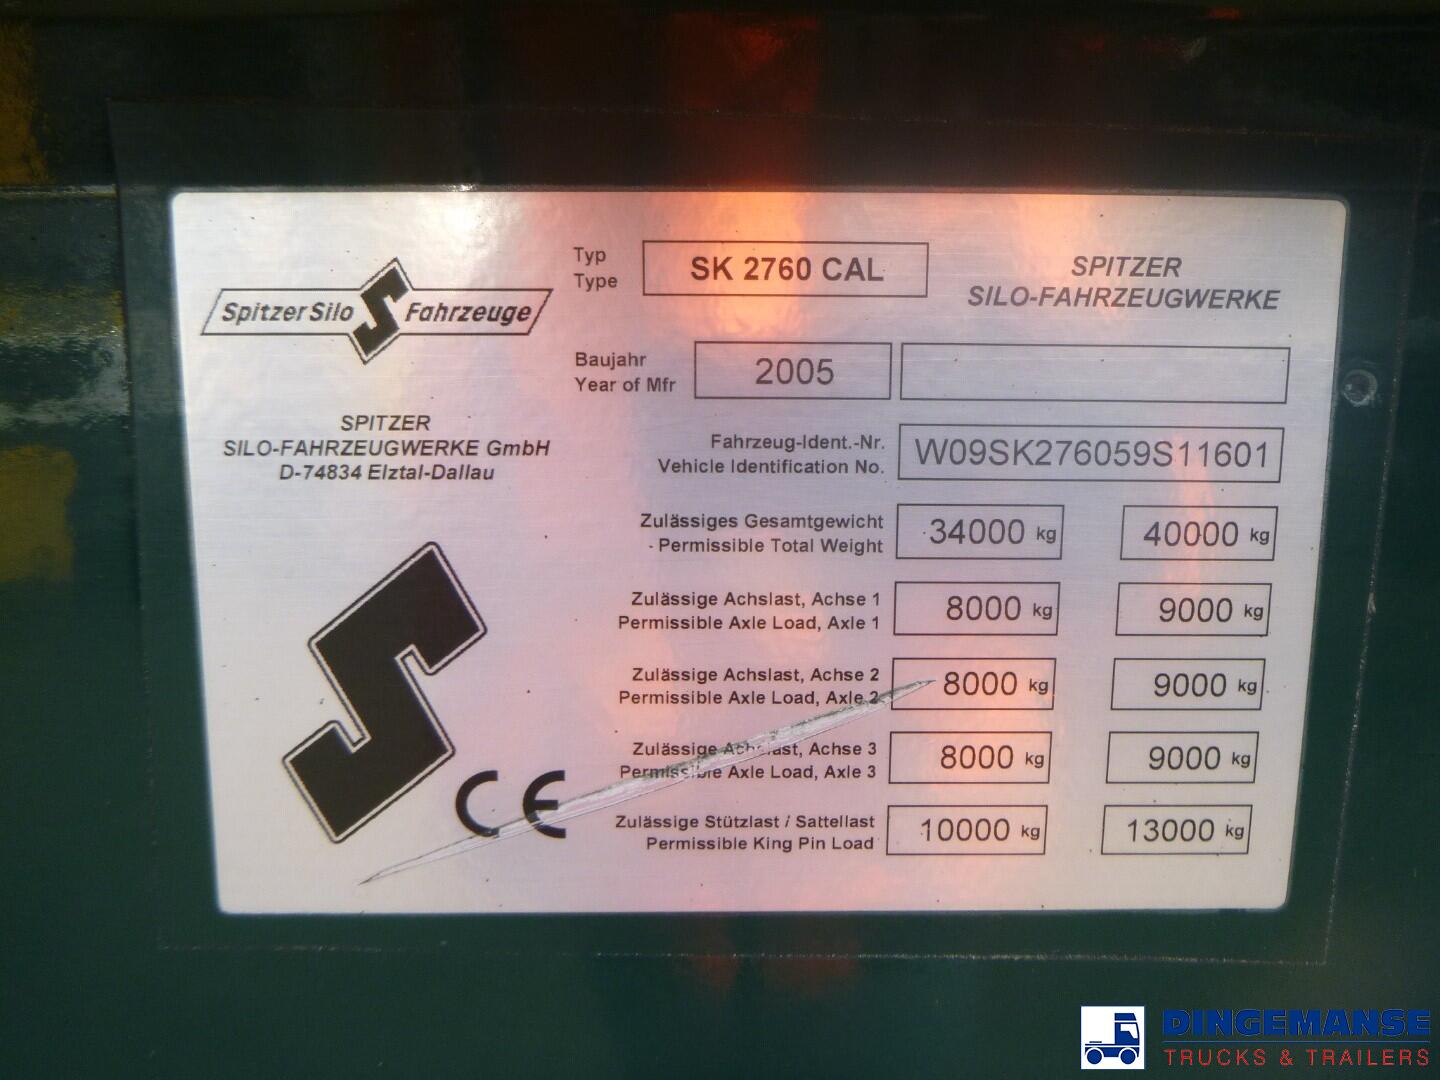 Spitzer Silo Fahrzeuge
SPITZER
SILO-FAHRZEUGWERKE GmbH
D-74834 Elztal-Dallau
CE
Typ
Type
SK 2760 CAL
SPITZER
SILO-FAHRZEUGWERKE
Baujahr
Year of Mfr
2005
Fahrzeug-Ident.-Nr.
Vehicle Identification No.
W09SK276059S11601
Zulässiges Gesamtgewicht
Permissible Total Weight
34000 kg
40000 kg
Zulässige Achslast, Achse 1
Permissible Axle Load, Axle 1
8000 kg
9000 kg
Zulässige Achslast, Achse 2
Permissible Axle Load, Axle 2
8000 kg
9000 kg
Zulässige Achslast, Achse 3
Permissible Axle Load, Axle 3
8000 kg
9000 kg
Zulässige Stützlast / Sattellast
Permissible King Pin Load
10000 kg
13000 kg
DINGEMANSE
TRUCKS & TRAILERS